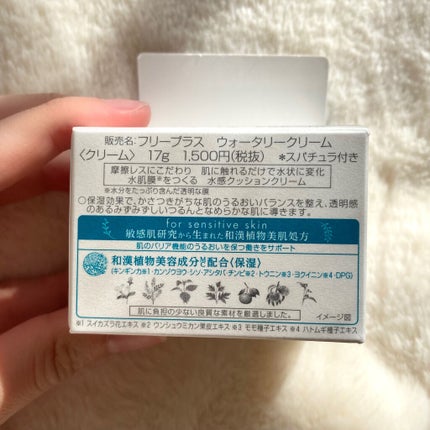 販売名:フリープラス ウォータリークリーム
〈クリーム〉 17g 1,500円(税抜) *スパチュラ付き
摩擦レスにこだわり 肌に触れるだけで水状に変化
水肌膜*をつくる 水感クッションクリーム
*水分をたっぷり含んだ透明な膜
○保湿効果で、かさつきがちな肌のうるおいバランスを整え、透明感
のあるみずみずしいつるんとなめらかな肌に導きます。
for sensitive skin
敏感肌研究から生まれた和漢植物美肌処方
肌のバリア機能のうるおいを保つ働きをサポート
和漢植物美容成分配合〈保湿〉
(キンギンカ※1・カンゾウヨウ・シソ・アシタバ・チンピ※2・トウニン※3・ヨクイニン※4・DPG)
肌に負担の少ない良質な素材を厳選しました。
イメージ図
※1 スイカズラ花エキス ※2 ウンシュウミカン果皮エキス ※3 モモ種子エキス ※4 ハトムギ種子エキス